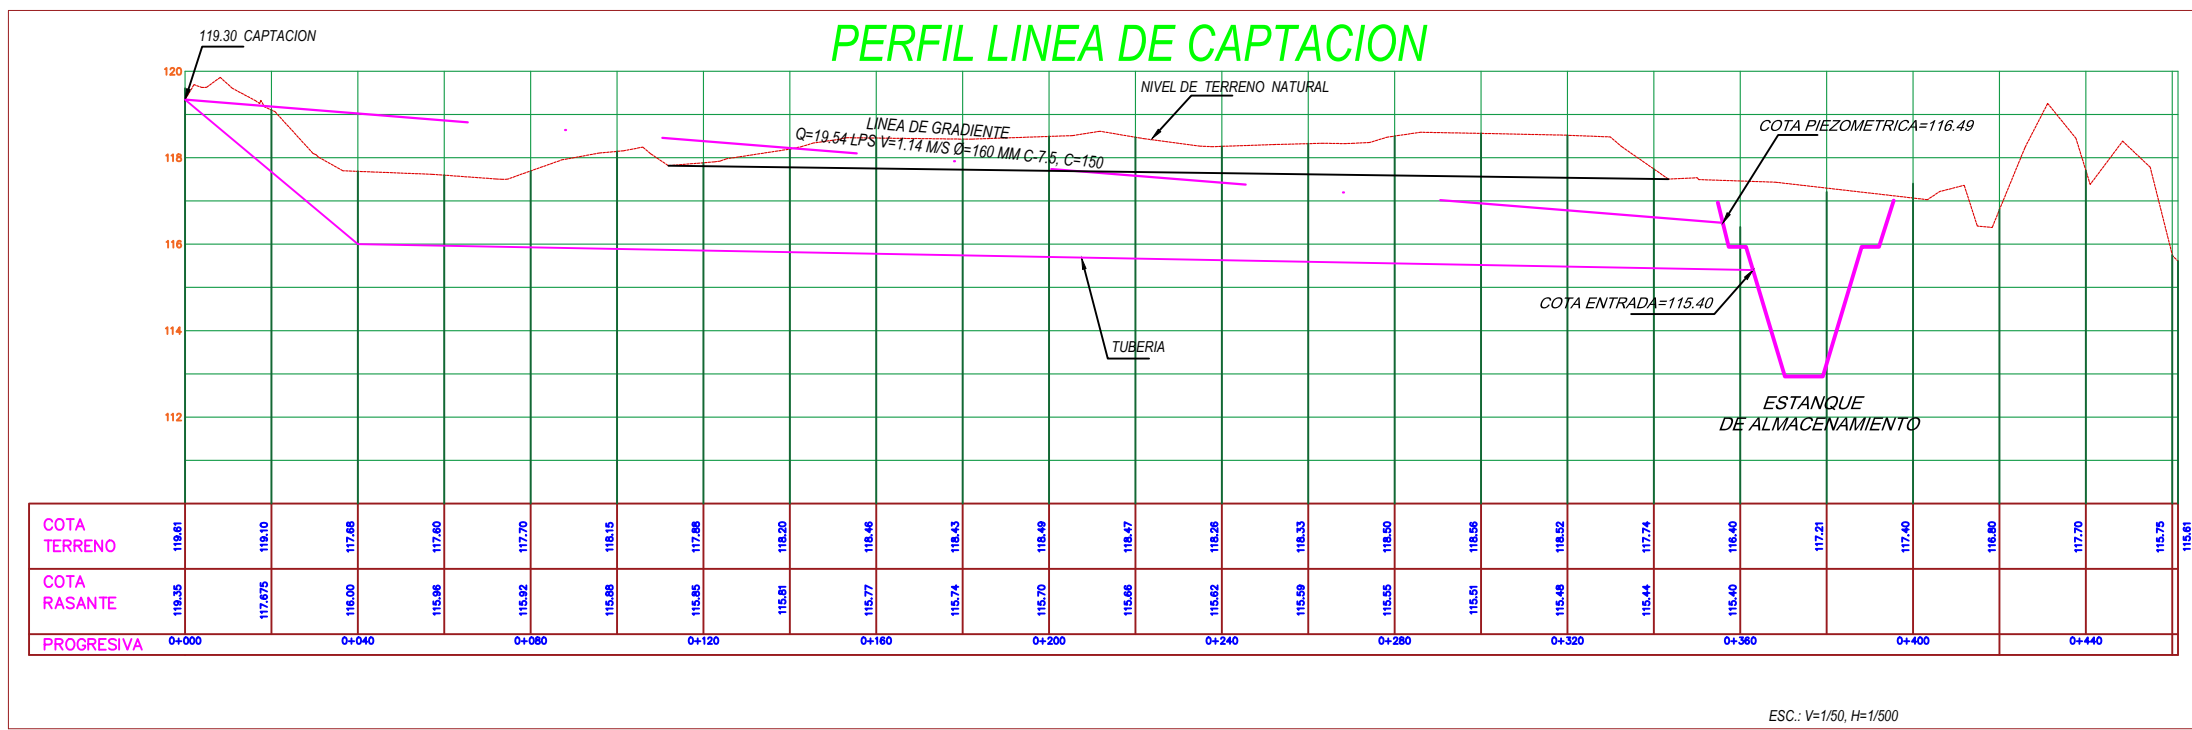 PERFIL LINEA DE CAPTACION
119.30 CAPTACION
120
NIVEL DE TERRENO NATURAL
LINEA DE GRADIENTE
Q=19.54 LPS V=1.14 M/S Ø=160 MM C-7.5, C=150
COTA PIEZOMETRICA=116.49
118
116
COTA ENTRADA=115.40
114
TUBERIA
112
ESTANQUE
DE ALMACENAMIENTO
COTA
TERRENO
119.61 119.10 117.68 117.60 117.70 118.15 117.88 118.20 118.46 118.43 118.49 118.47 118.26 118.33 118.50 118.56 118.52 117.74 116.40 117.21 117.40 116.80 117.70 115.75 115.61
COTA
RASANTE
119.35 117.675 116.00 115.96 115.92 115.88 115.85 115.81 115.77 115.74 115.70 115.66 115.62 115.59 115.55 115.51 115.48 115.44 115.40
PROGRESIVA 0+000 0+040 0+080 0+120 0+160 0+200 0+240 0+280 0+320 0+360 0+400 0+440
ESC.: V=1/50, H=1/500